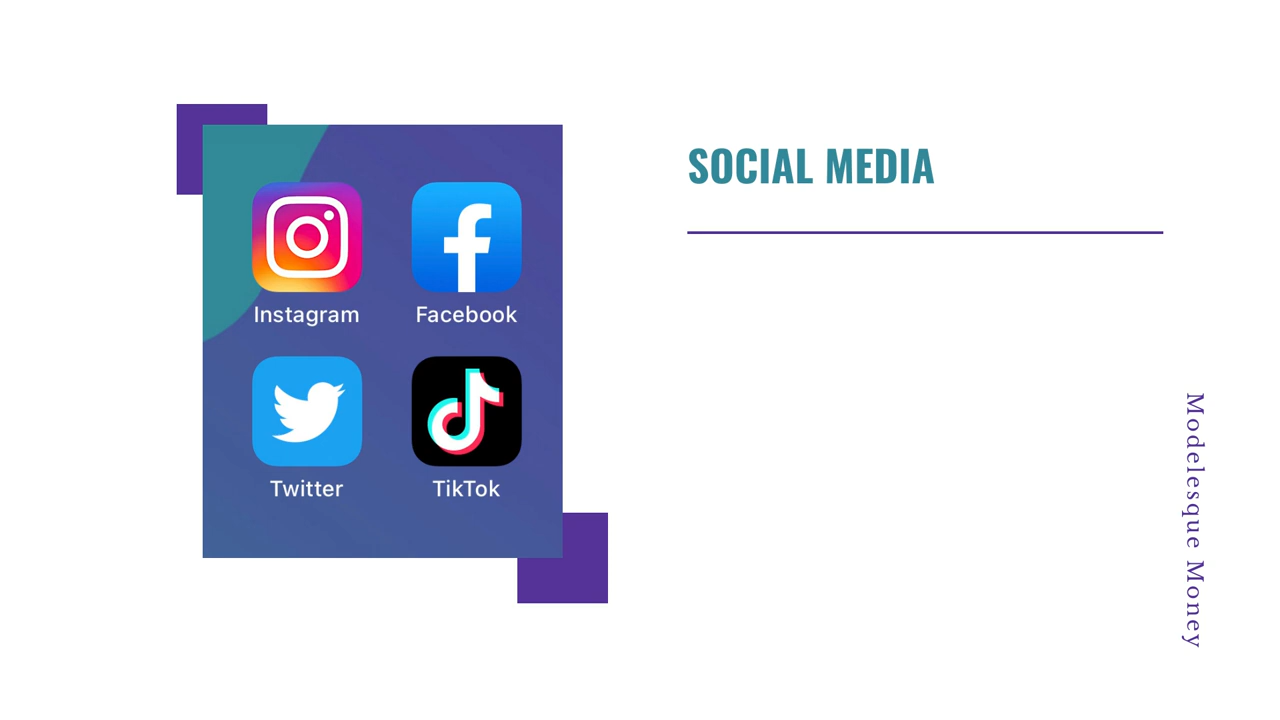 Instagram
Facebook
Twitter
TikTok
SOCIAL MEDIA
Modelesque Money